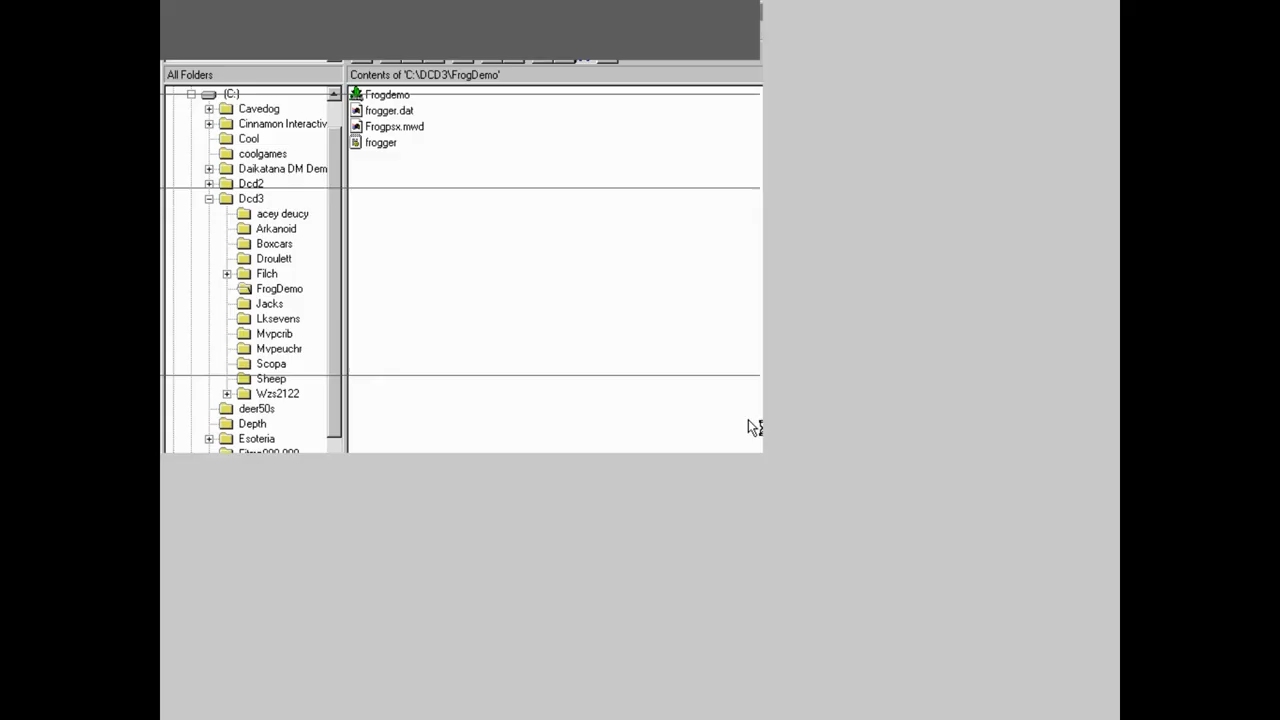 All Folders
Contents of 'C:\DCD3\FrogDemo'
(C:)
Cavedog
Cinnamon Interactiv
Cool
coolgames
Daikatana DM Dem
Dcd2
Dcd3
acey deucy
Arkanoid
Boxcars
Droulett
Filch
FrogDemo
Jacks
Lksevens
Mvpcrib
Mvpeuchr
Scopa
Sheep
Wzs2122
deer50s
Depth
Esoteria
Frogdemo
frogger.dat
Frogpsx.mwd
frogger